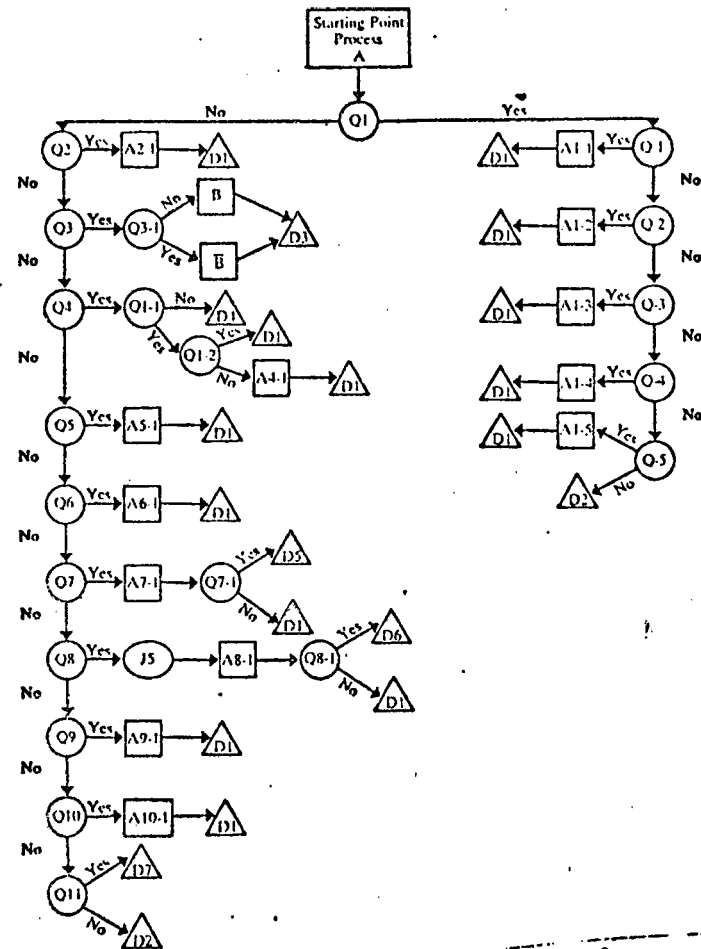 Starting Point
Process
A
No
Q1
Yes
Q2
Yes
A2-1
D1
D1
A1-1
Yes
Q-1
No
No
Q3
Yes
Q3-1
No
B
Yes
B
D3
D1
A1-2
Yes
Q-2
No
No
Q4
Yes
Q1-1
No
D1
Yes
Q1-2
Yes
D1
No
A4-1
D1
D1
A1-3
Yes
Q-3
No
No
D1
A1-4
Yes
Q-4
No
Q5
Yes
A5-1
D1
D1
A1-5
Yes
Q-5
No
D2
No
Q6
Yes
A6-1
D1
No
Q7
Yes
A7-1
Q7-1
Yes
D5
No
D1
No
Q8
Yes
J5
A8-1
Q8-1
Yes
D6
No
D1
No
Q9
Yes
A9-1
D1
No
Q10
Yes
A10-1
D1
No
Q11
Yes
D7
No
D2